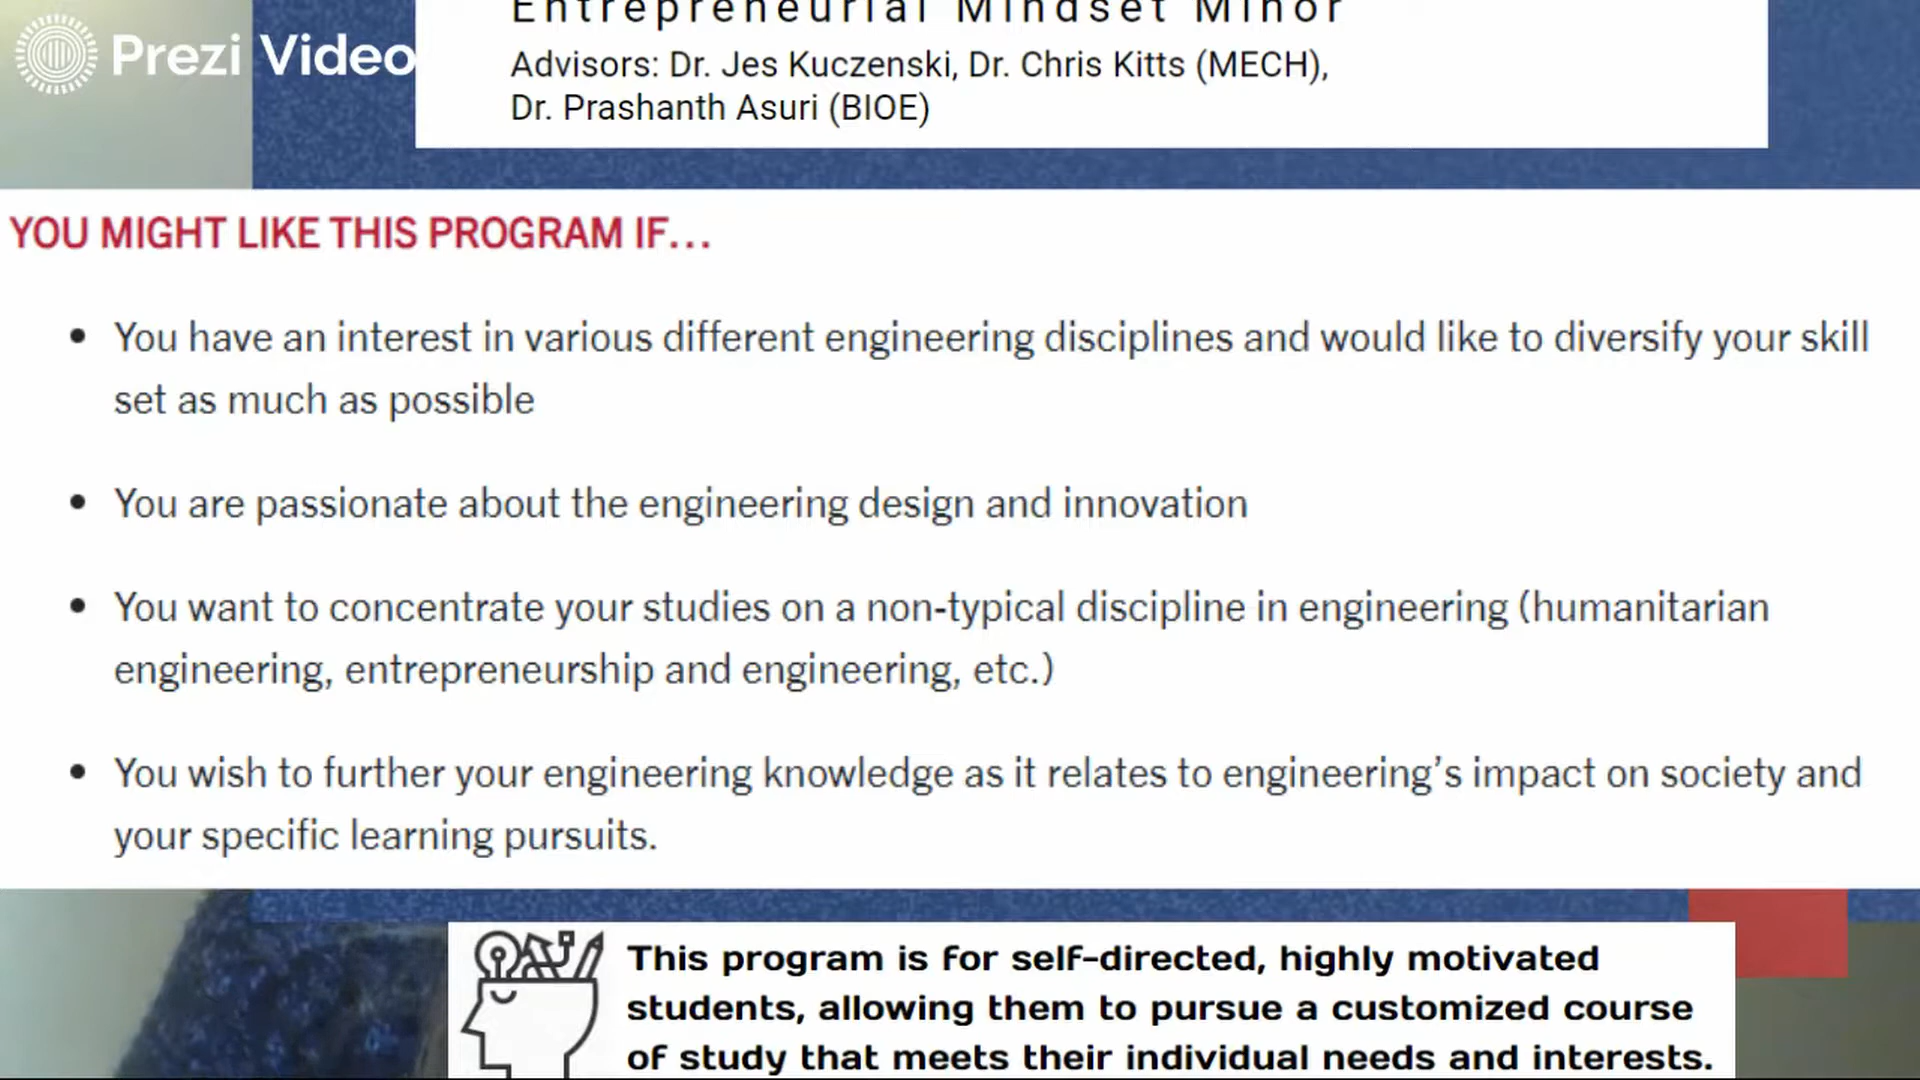 Prezi Video
Entrepreneurial Mindset Minor
Advisors: Dr. Jes Kuczenski, Dr. Chris Kitts (MECH),
Dr. Prashanth Asuri (BIOE)
YOU MIGHT LIKE THIS PROGRAM IF...
• You have an interest in various different engineering disciplines and would like to diversify your skill
set as much as possible
• You are passionate about the engineering design and innovation
• You want to concentrate your studies on a non-typical discipline in engineering (humanitarian
engineering, entrepreneurship and engineering, etc.)
• You wish to further your engineering knowledge as it relates to engineering’s impact on society and
your specific learning pursuits.
This program is for self-directed, highly motivated
students, allowing them to pursue a customized course
of study that meets their individual needs and interests.